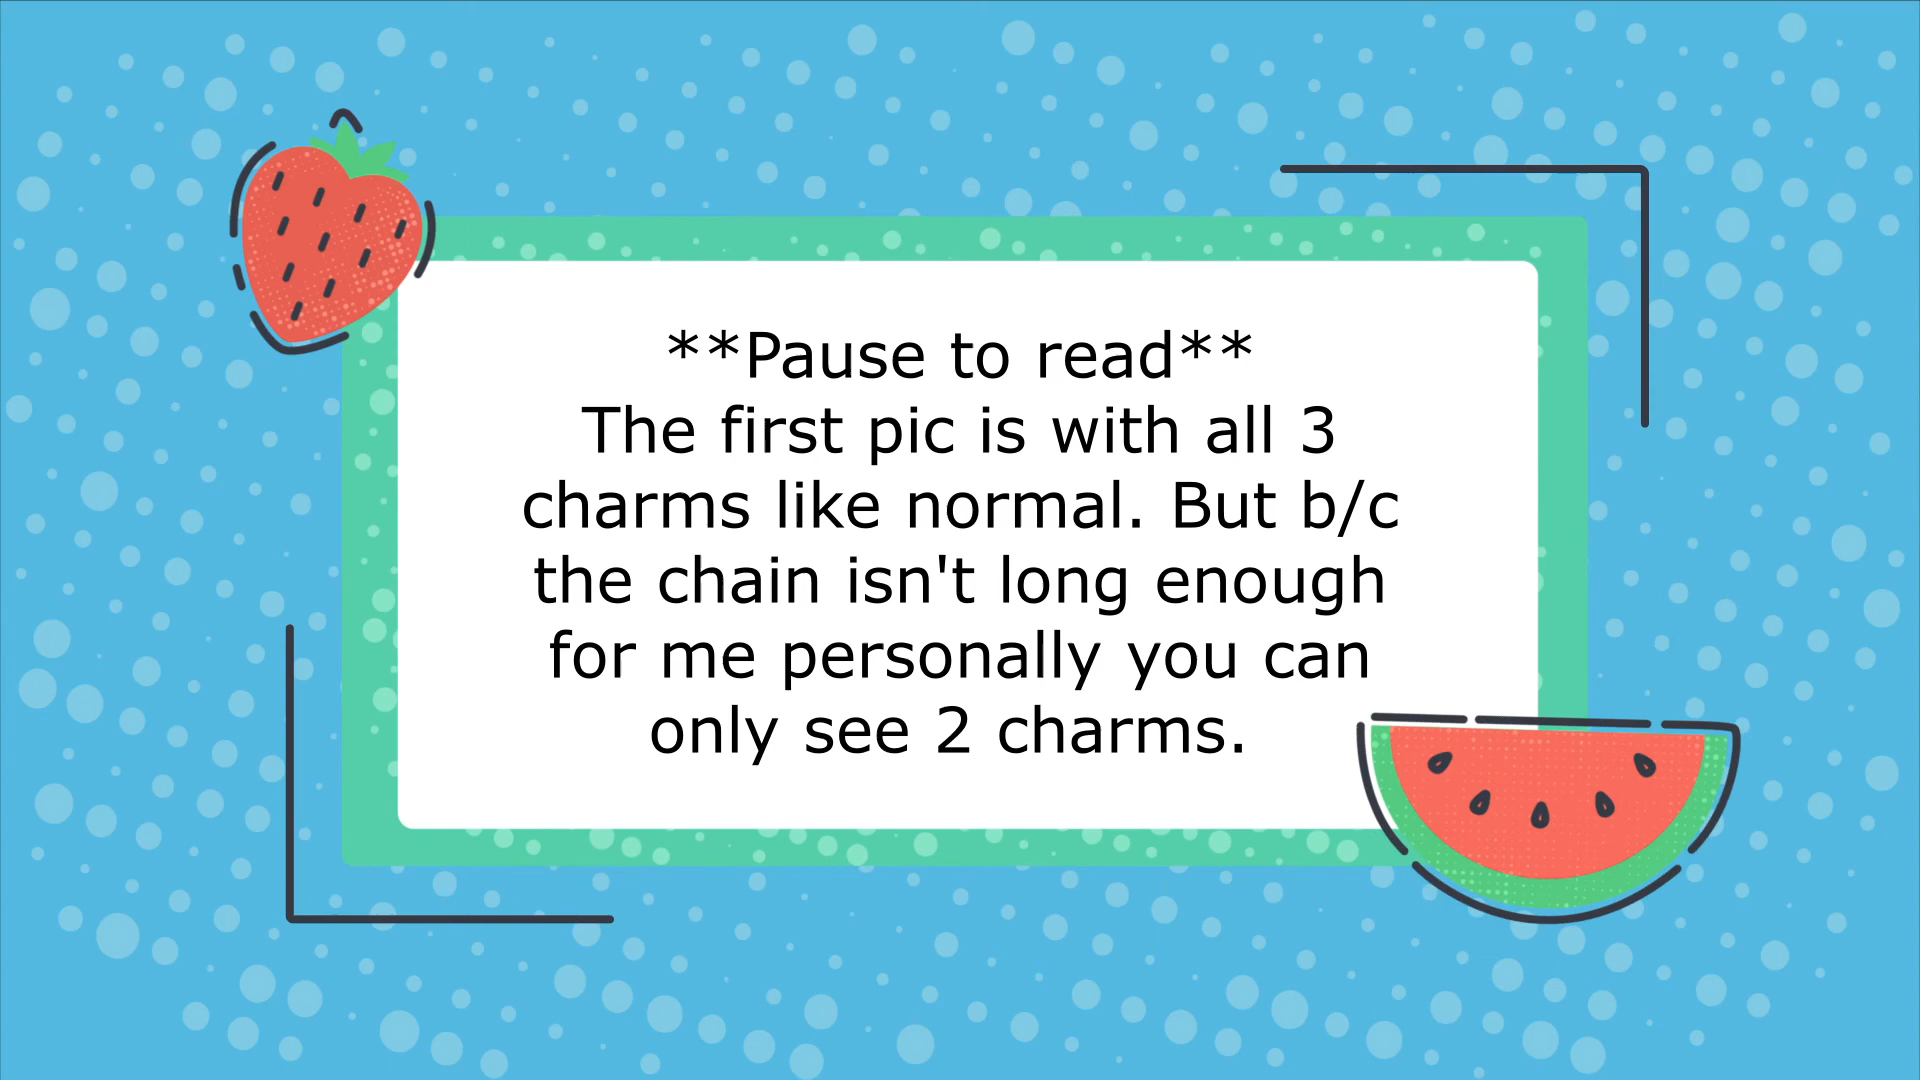 **Pause to read**
The first pic is with all 3
charms like normal. But b/c
the chain isn't long enough
for me personally you can
only see 2 charms.